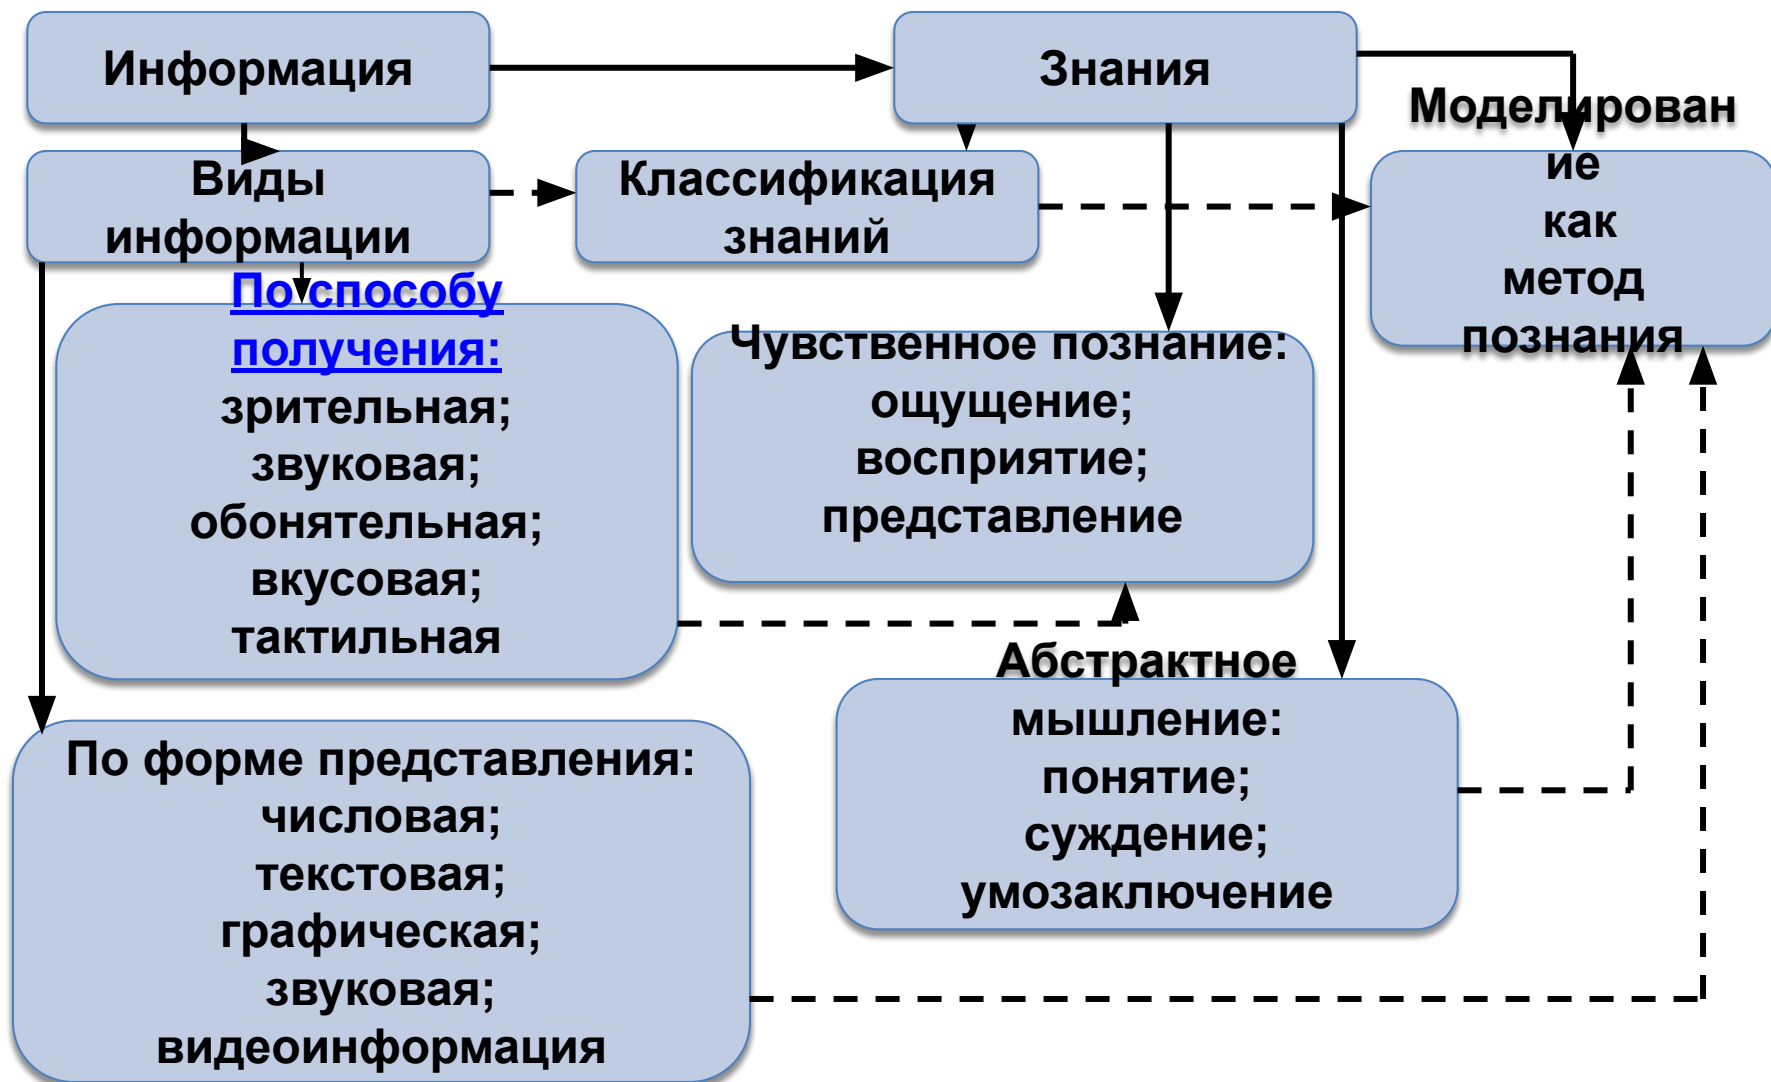 Информация
Знания
Виды
информации
Классификация
знаний
Моделирован
ие
как
метод
познания
По способу
получения:
зрительная;
звуковая;
обонятельная;
вкусовая;
тактильная
Чувственное познание:
ощущение;
восприятие;
представление
По форме представления:
числовая;
текстовая;
графическая;
звуковая;
видеоинформация
Абстрактное
мышление:
понятие;
суждение;
умозаключение